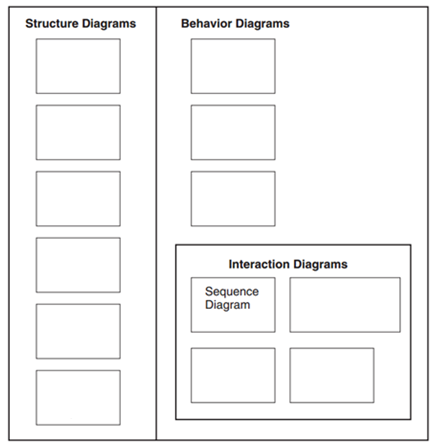 Structure Diagrams
Behavior Diagrams
Interaction Diagrams
Sequence
Diagram